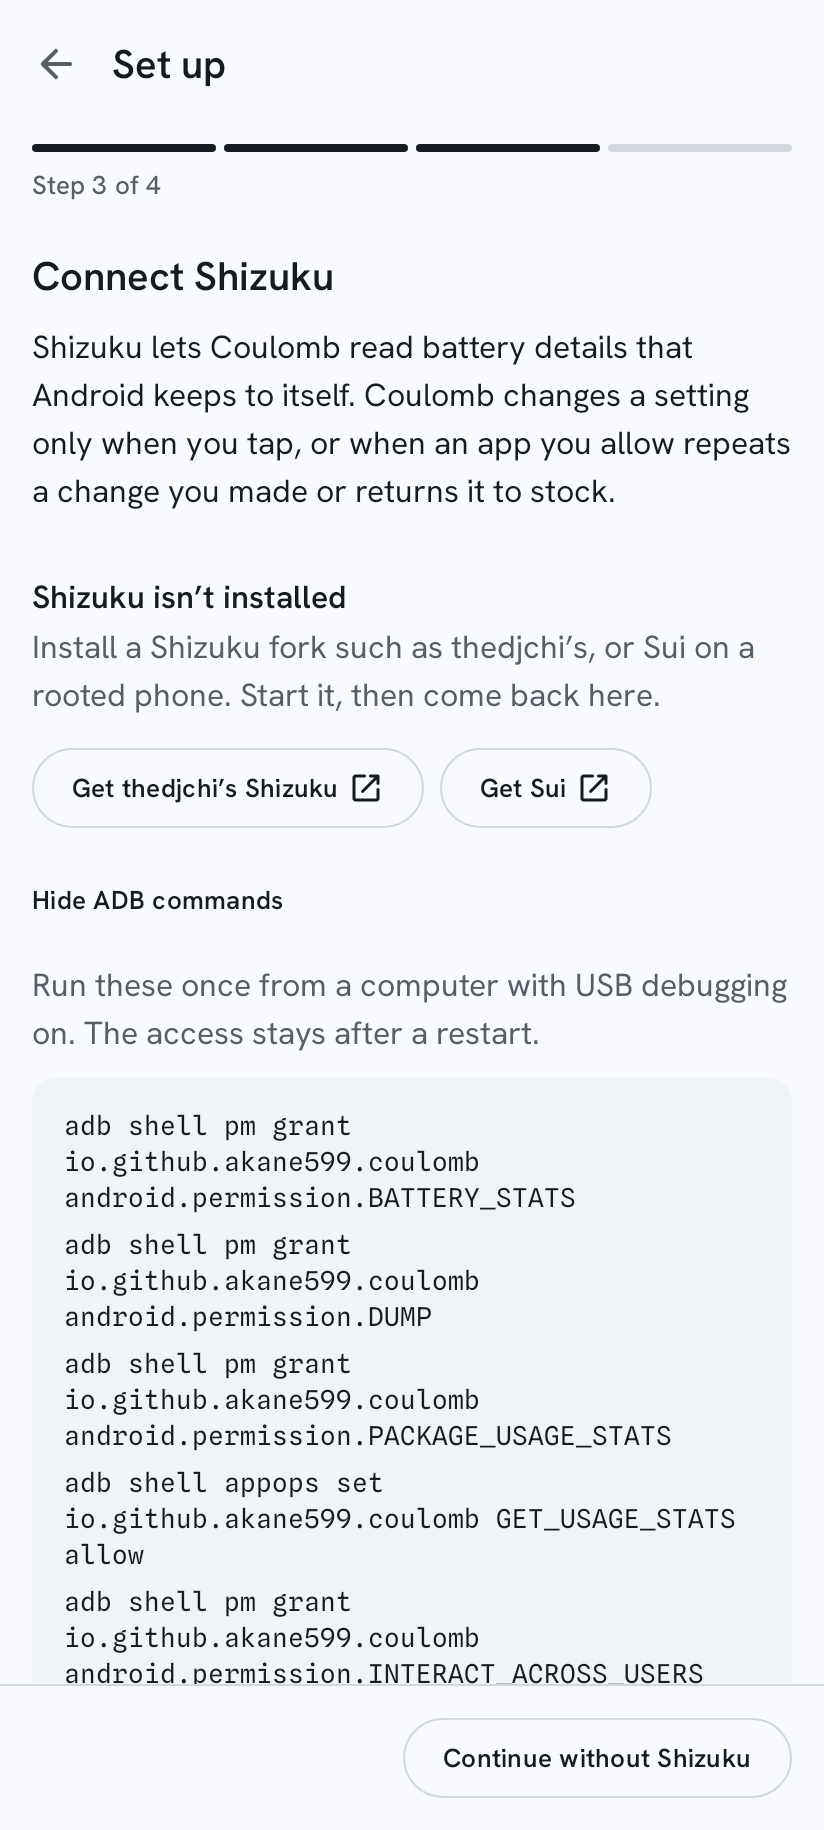 Set up
Step 3 of 4
Connect Shizuku
Shizuku lets Coulomb read battery details that
Android keeps to itself. Coulomb changes a setting
only when you tap, or when an app you allow repeats
a change you made or returns it to stock.
Shizuku isn’t installed
Install a Shizuku fork such as thedjchi’s, or Sui on a
rooted phone. Start it, then come back here.
Get thedjchi’s Shizuku
Get Sui
Hide ADB commands
Run these once from a computer with USB debugging
on. The access stays after a restart.
adb shell pm grant
io.github.akane599.coulomb
android.permission.BATTERY_STATS
adb shell pm grant
io.github.akane599.coulomb
android.permission.DUMP
adb shell pm grant
io.github.akane599.coulomb
android.permission.PACKAGE_USAGE_STATS
adb shell appops set
io.github.akane599.coulomb GET_USAGE_STATS
allow
adb shell pm grant
io.github.akane599.coulomb
android.permission.INTERACT_ACROSS_USERS
Continue without Shizuku